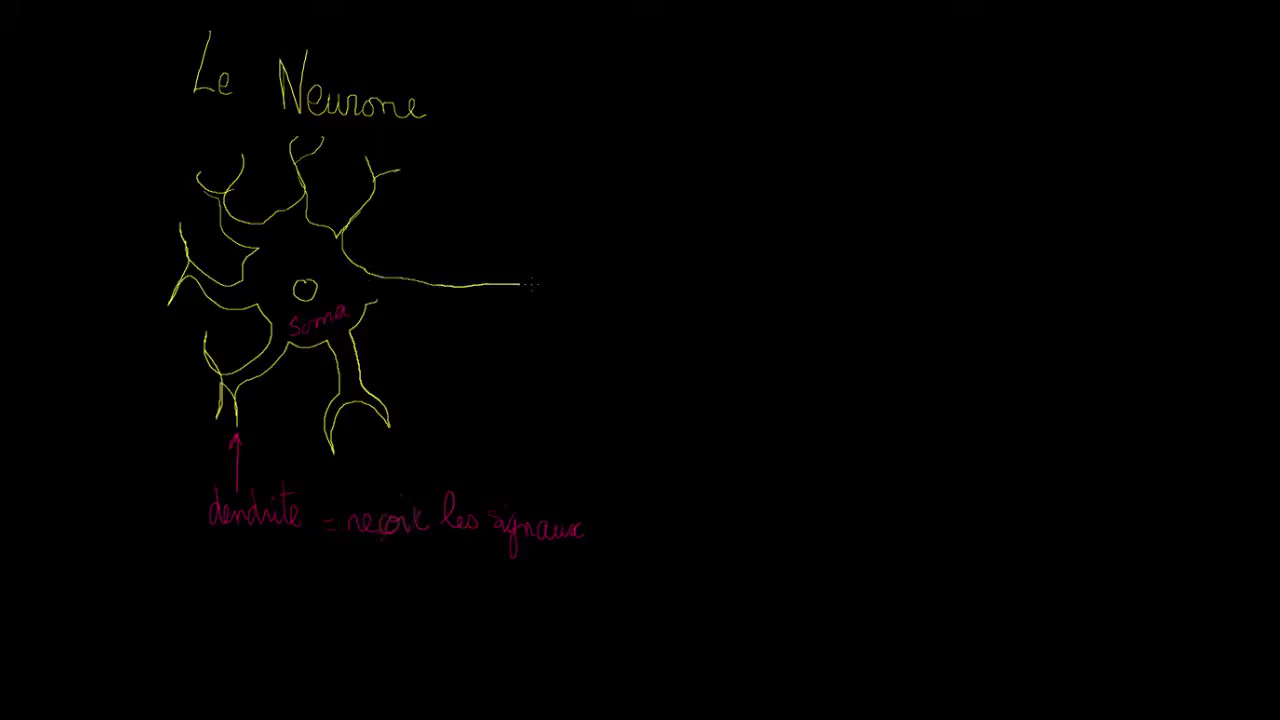 Le Neurone
soma
dendrite = reçoit les signaux